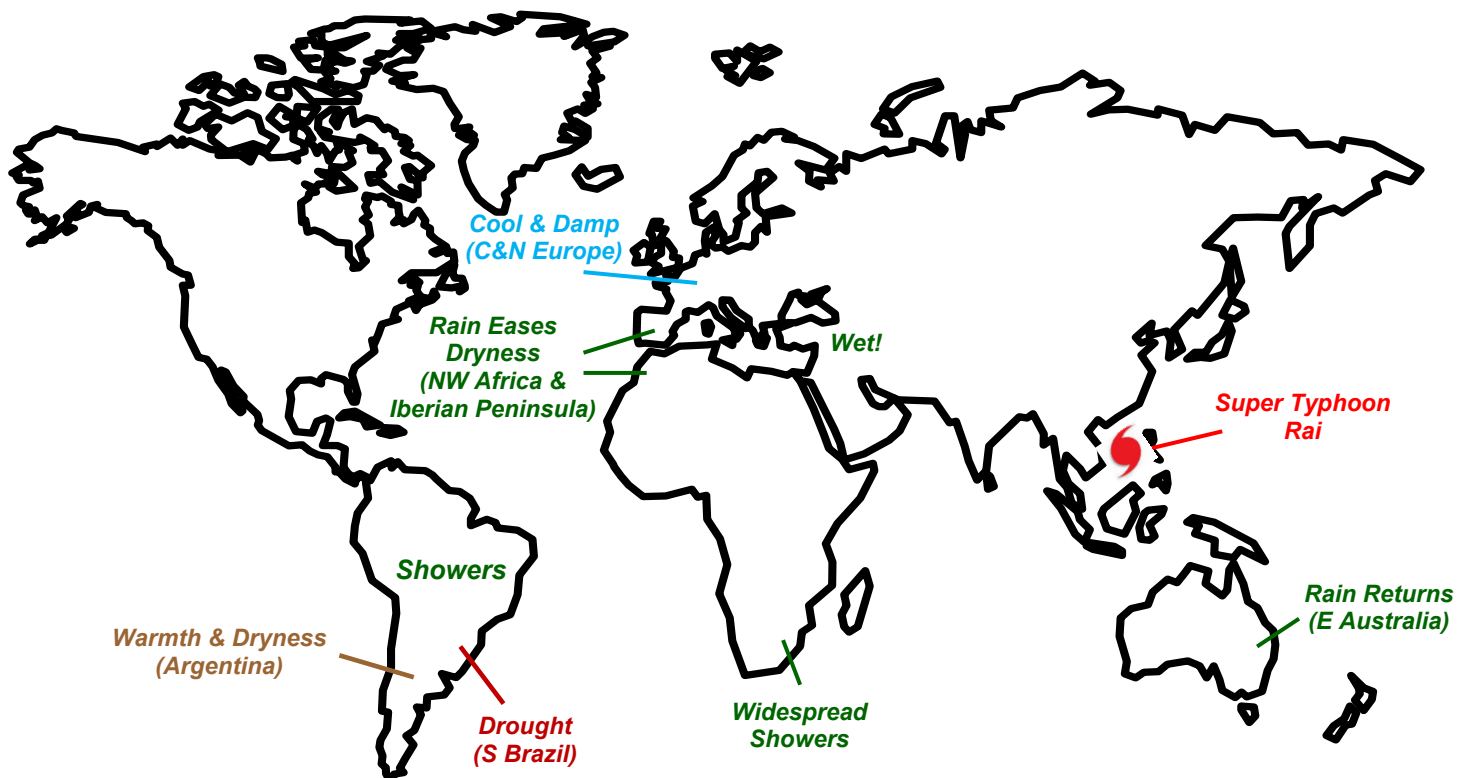 Cool & Damp
(C&N Europe)
Rain Eases
Dryness
(NW Africa &
Iberian Peninsula)
Wet!
Super Typhoon
Rai
Showers
Warmth & Dryness
(Argentina)
Drought
(S Brazil)
Widespread
Showers
Rain Returns
(E Australia)